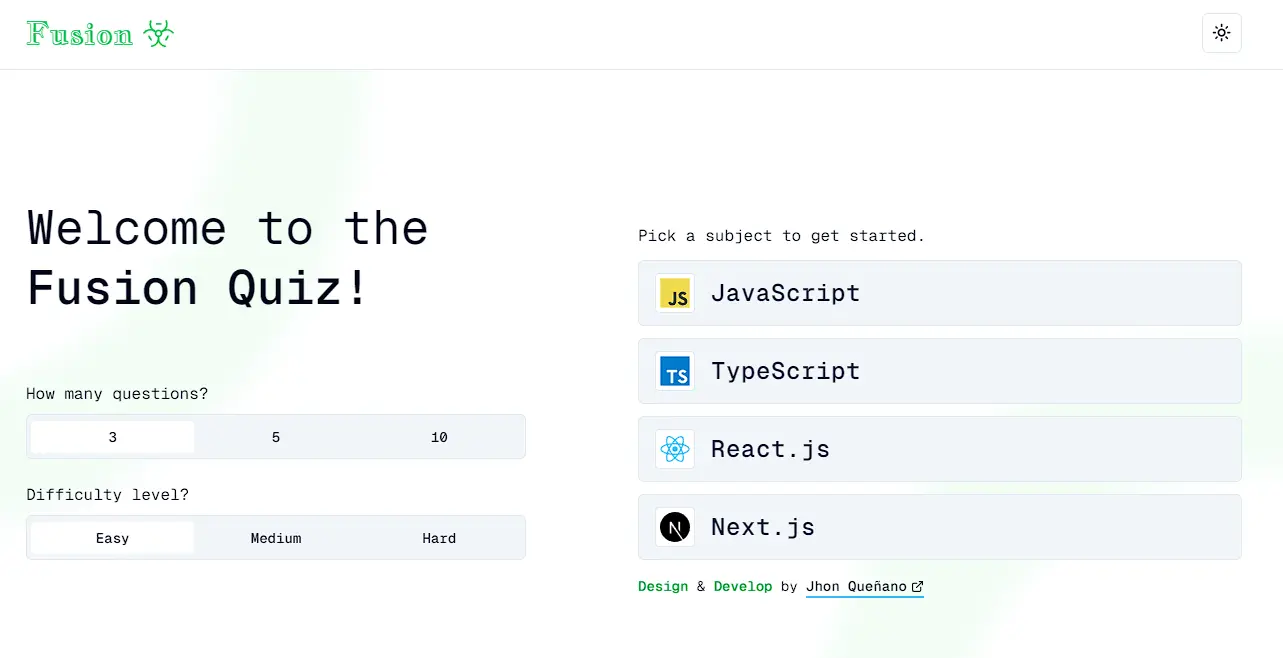 Fusion
Welcome to the
Fusion Quiz!
How many questions?
3 5 10
Difficulty level?
Easy Medium Hard
Pick a subject to get started.
JS JavaScript
TS TypeScript
React.js
N Next.js
Design & Develop by Jhon Queñano